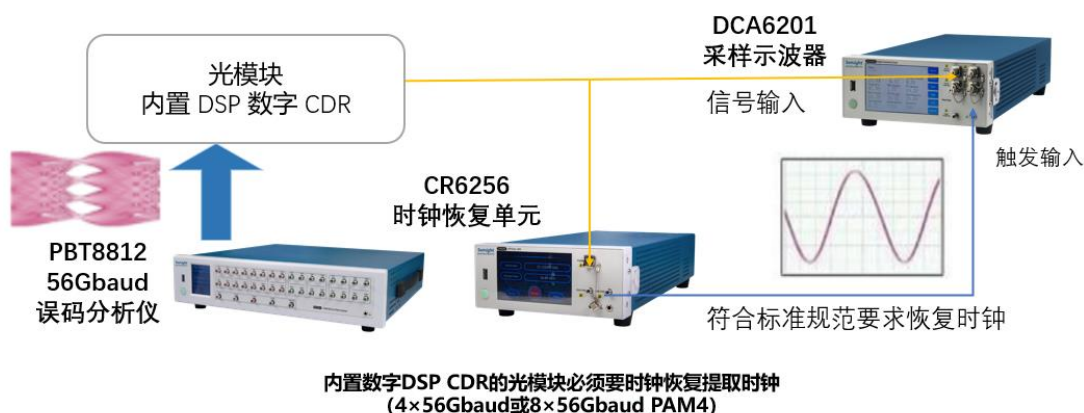 DCA6201
采样示波器
光模块
内置 DSP 数字 CDR
信号输入
触发输入
CR6256
时钟恢复单元
PBT8812
56Gbaud
误码分析仪
符合标准规范要求恢复时钟
内置数字DSP CDR的光模块必须要时钟恢复提取时钟
(4×56Gbaud或8×56Gbaud PAM4)